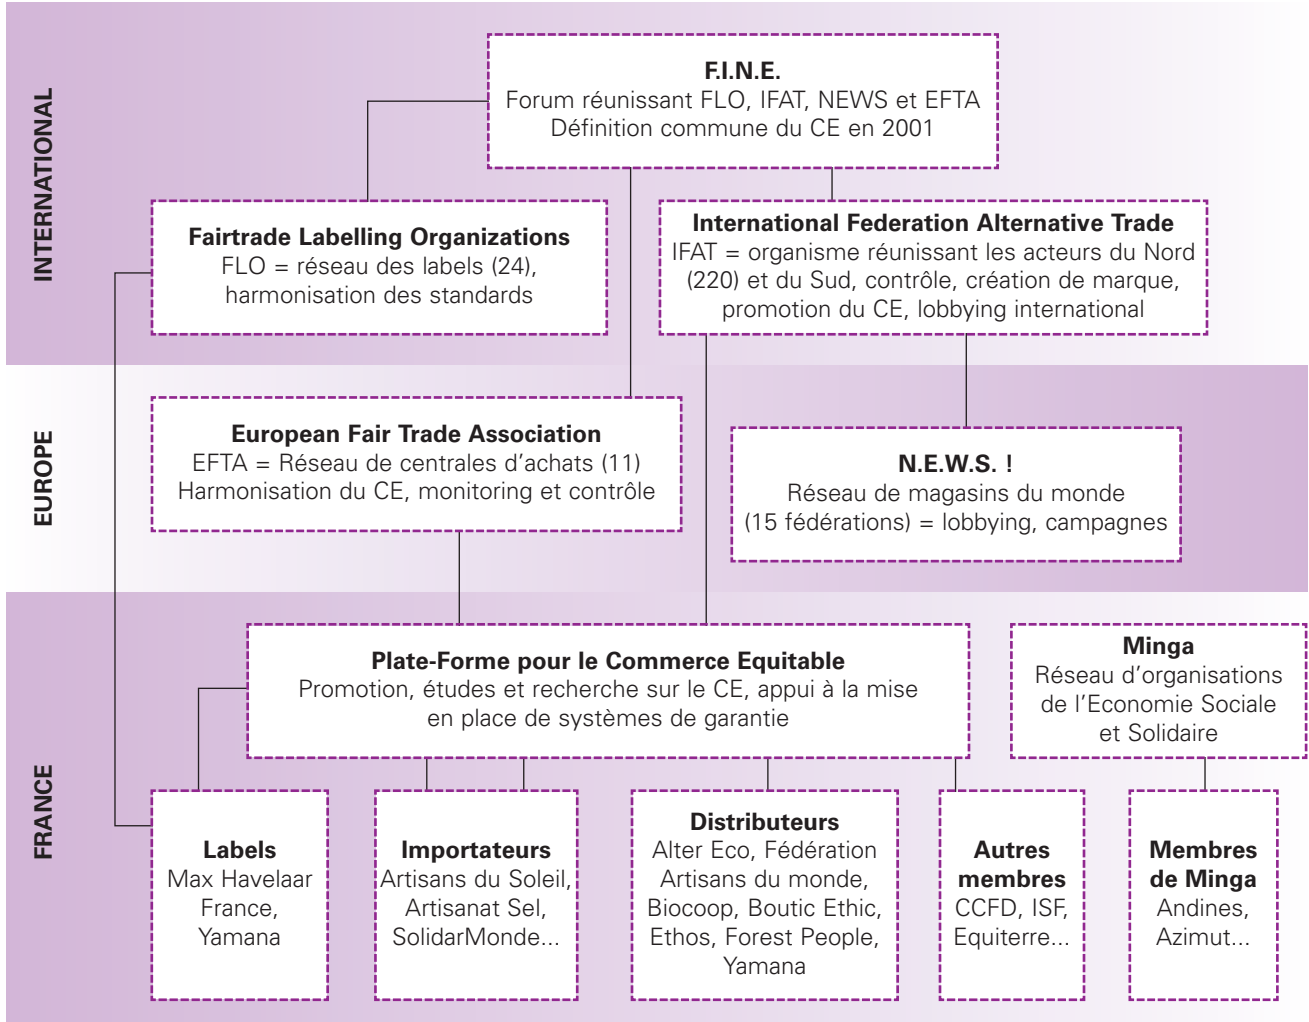 INTERNATIONAL
F.I.N.E.
Forum réunissant FLO, IFAT, NEWS et EFTA
Définition commune du CE en 2001
Fairtrade Labelling Organizations
FLO = réseau des labels (24),
harmonisation des standards
International Federation Alternative Trade
IFAT = organisme réunissant les acteurs du Nord
(220) et du Sud, contrôle, création de marque,
promotion du CE, lobbying international
EUROPE
European Fair Trade Association
EFTA = Réseau de centrales d'achats (11)
Harmonisation du CE, monitoring et contrôle
N.E.W.S. !
Réseau de magasins du monde
(15 fédérations) = lobbying, campagnes
FRANCE
Plate-Forme pour le Commerce Equitable
Promotion, études et recherche sur le CE, appui à la mise
en place de systèmes de garantie
Minga
Réseau d'organisations
de l'Economie Sociale
et Solidaire
Labels
Max Havelaar
France,
Yamana
Importateurs
Artisans du Soleil,
Artisanat Sel,
SolidarMonde...
Distributeurs
Alter Eco, Fédération
Artisans du monde,
Biocoop, Boutic Ethic,
Ethos, Forest People,
Yamana
Autres
membres
CCFD, ISF,
Equiterre...
Membres
de Minga
Andines,
Azimut...